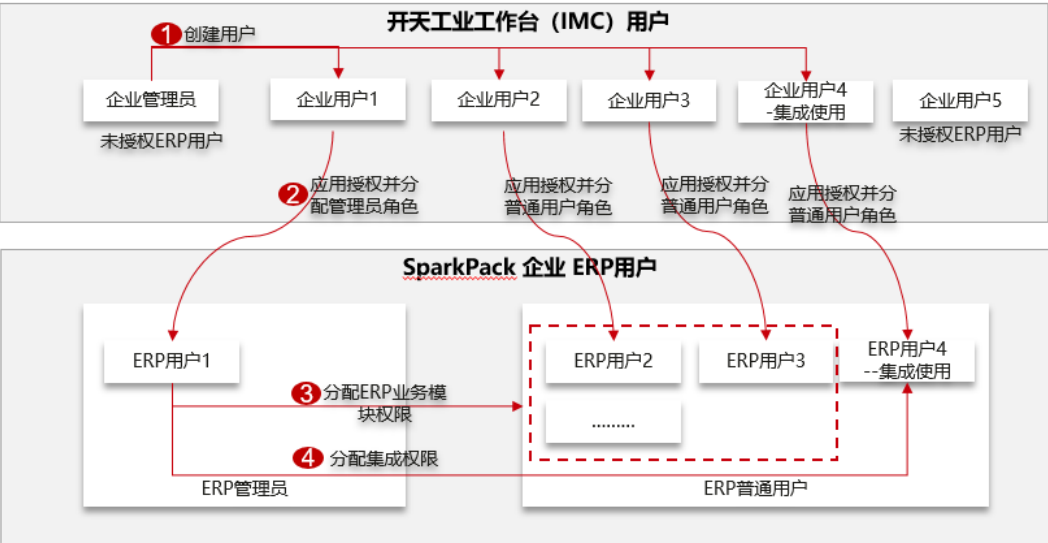 开天工业工作台（IMC）用户
1 创建用户
企业管理员
企业用户1
企业用户2
企业用户3
企业用户4
-集成使用
企业用户5
未授权ERP用户
未授权ERP用户
2 应用授权并分
配管理员角色
应用授权并分
普通用户角色
应用授权并分
普通用户角色
应用授权并分
普通用户角色
SparkPack 企业 ERP用户
ERP用户1
ERP用户2
ERP用户3
ERP用户4
--集成使用
3 分配ERP业务模
块权限
.........
4 分配集成权限
ERP管理员
ERP普通用户